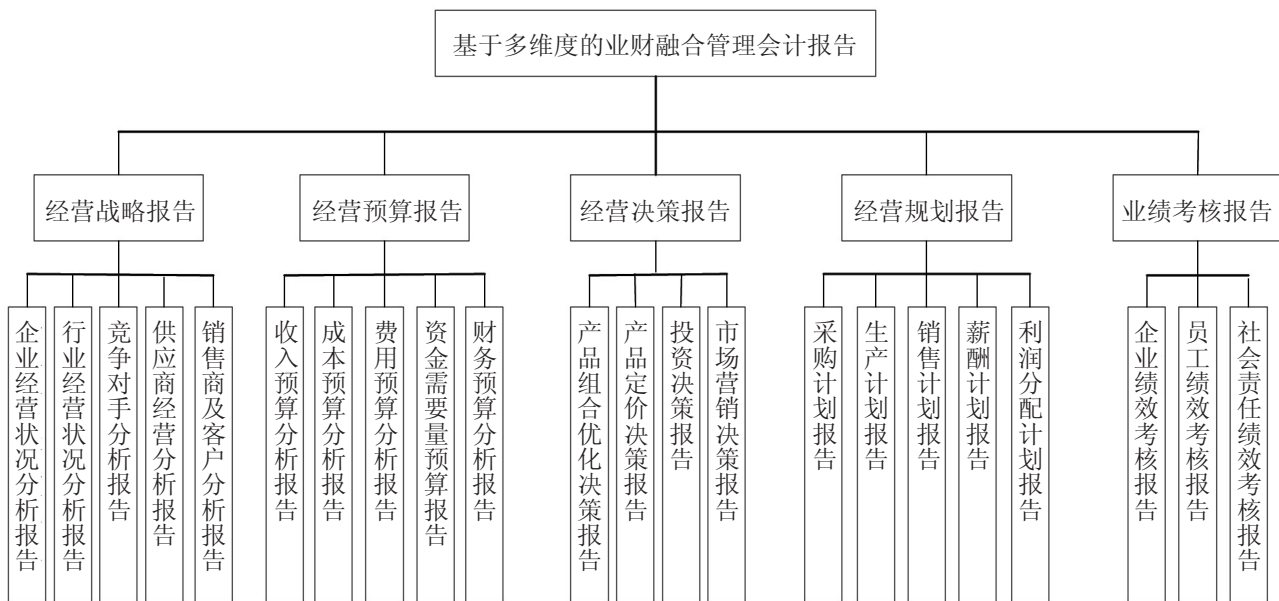 基于多维度的业财融合管理会计报告
经营战略报告
经营预算报告
经营决策报告
经营规划报告
业绩考核报告
企业经营状况分析报告
行业经营状况分析报告
竞争对手分析报告
供应商经营分析报告
销售商及客户分析报告
收入预算分析报告
成本预算分析报告
费用预算分析报告
资金需要量预算报告
财务预算分析报告
产品组合优化决策报告
产品定价决策报告
投资决策报告
市场营销决策报告
采购计划报告
生产计划报告
销售计划报告
薪酬计划报告
利润分配计划报告
企业绩效考核报告
员工绩效考核报告
社会责任绩效考核报告